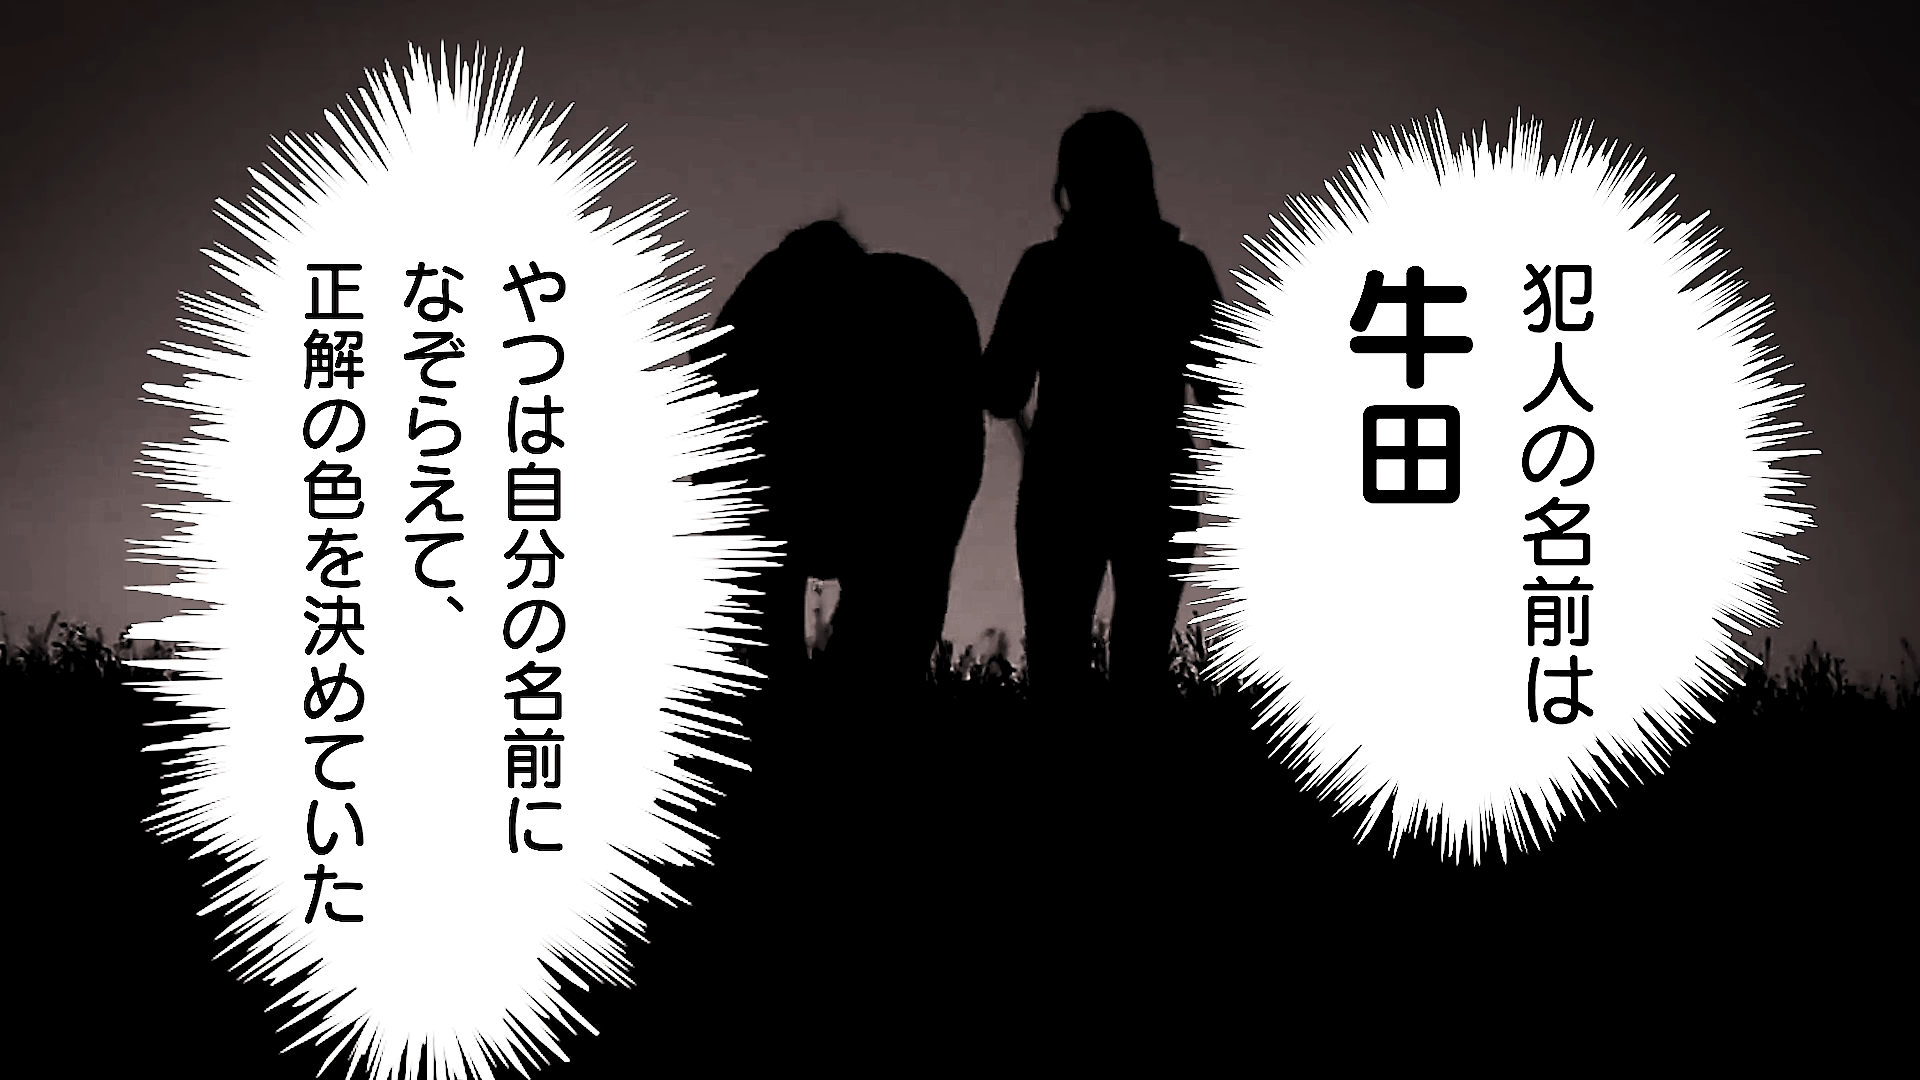 犯人の名前は
牛田
やつは自分の名前に
なぞらえて、
正解の色を決めていた